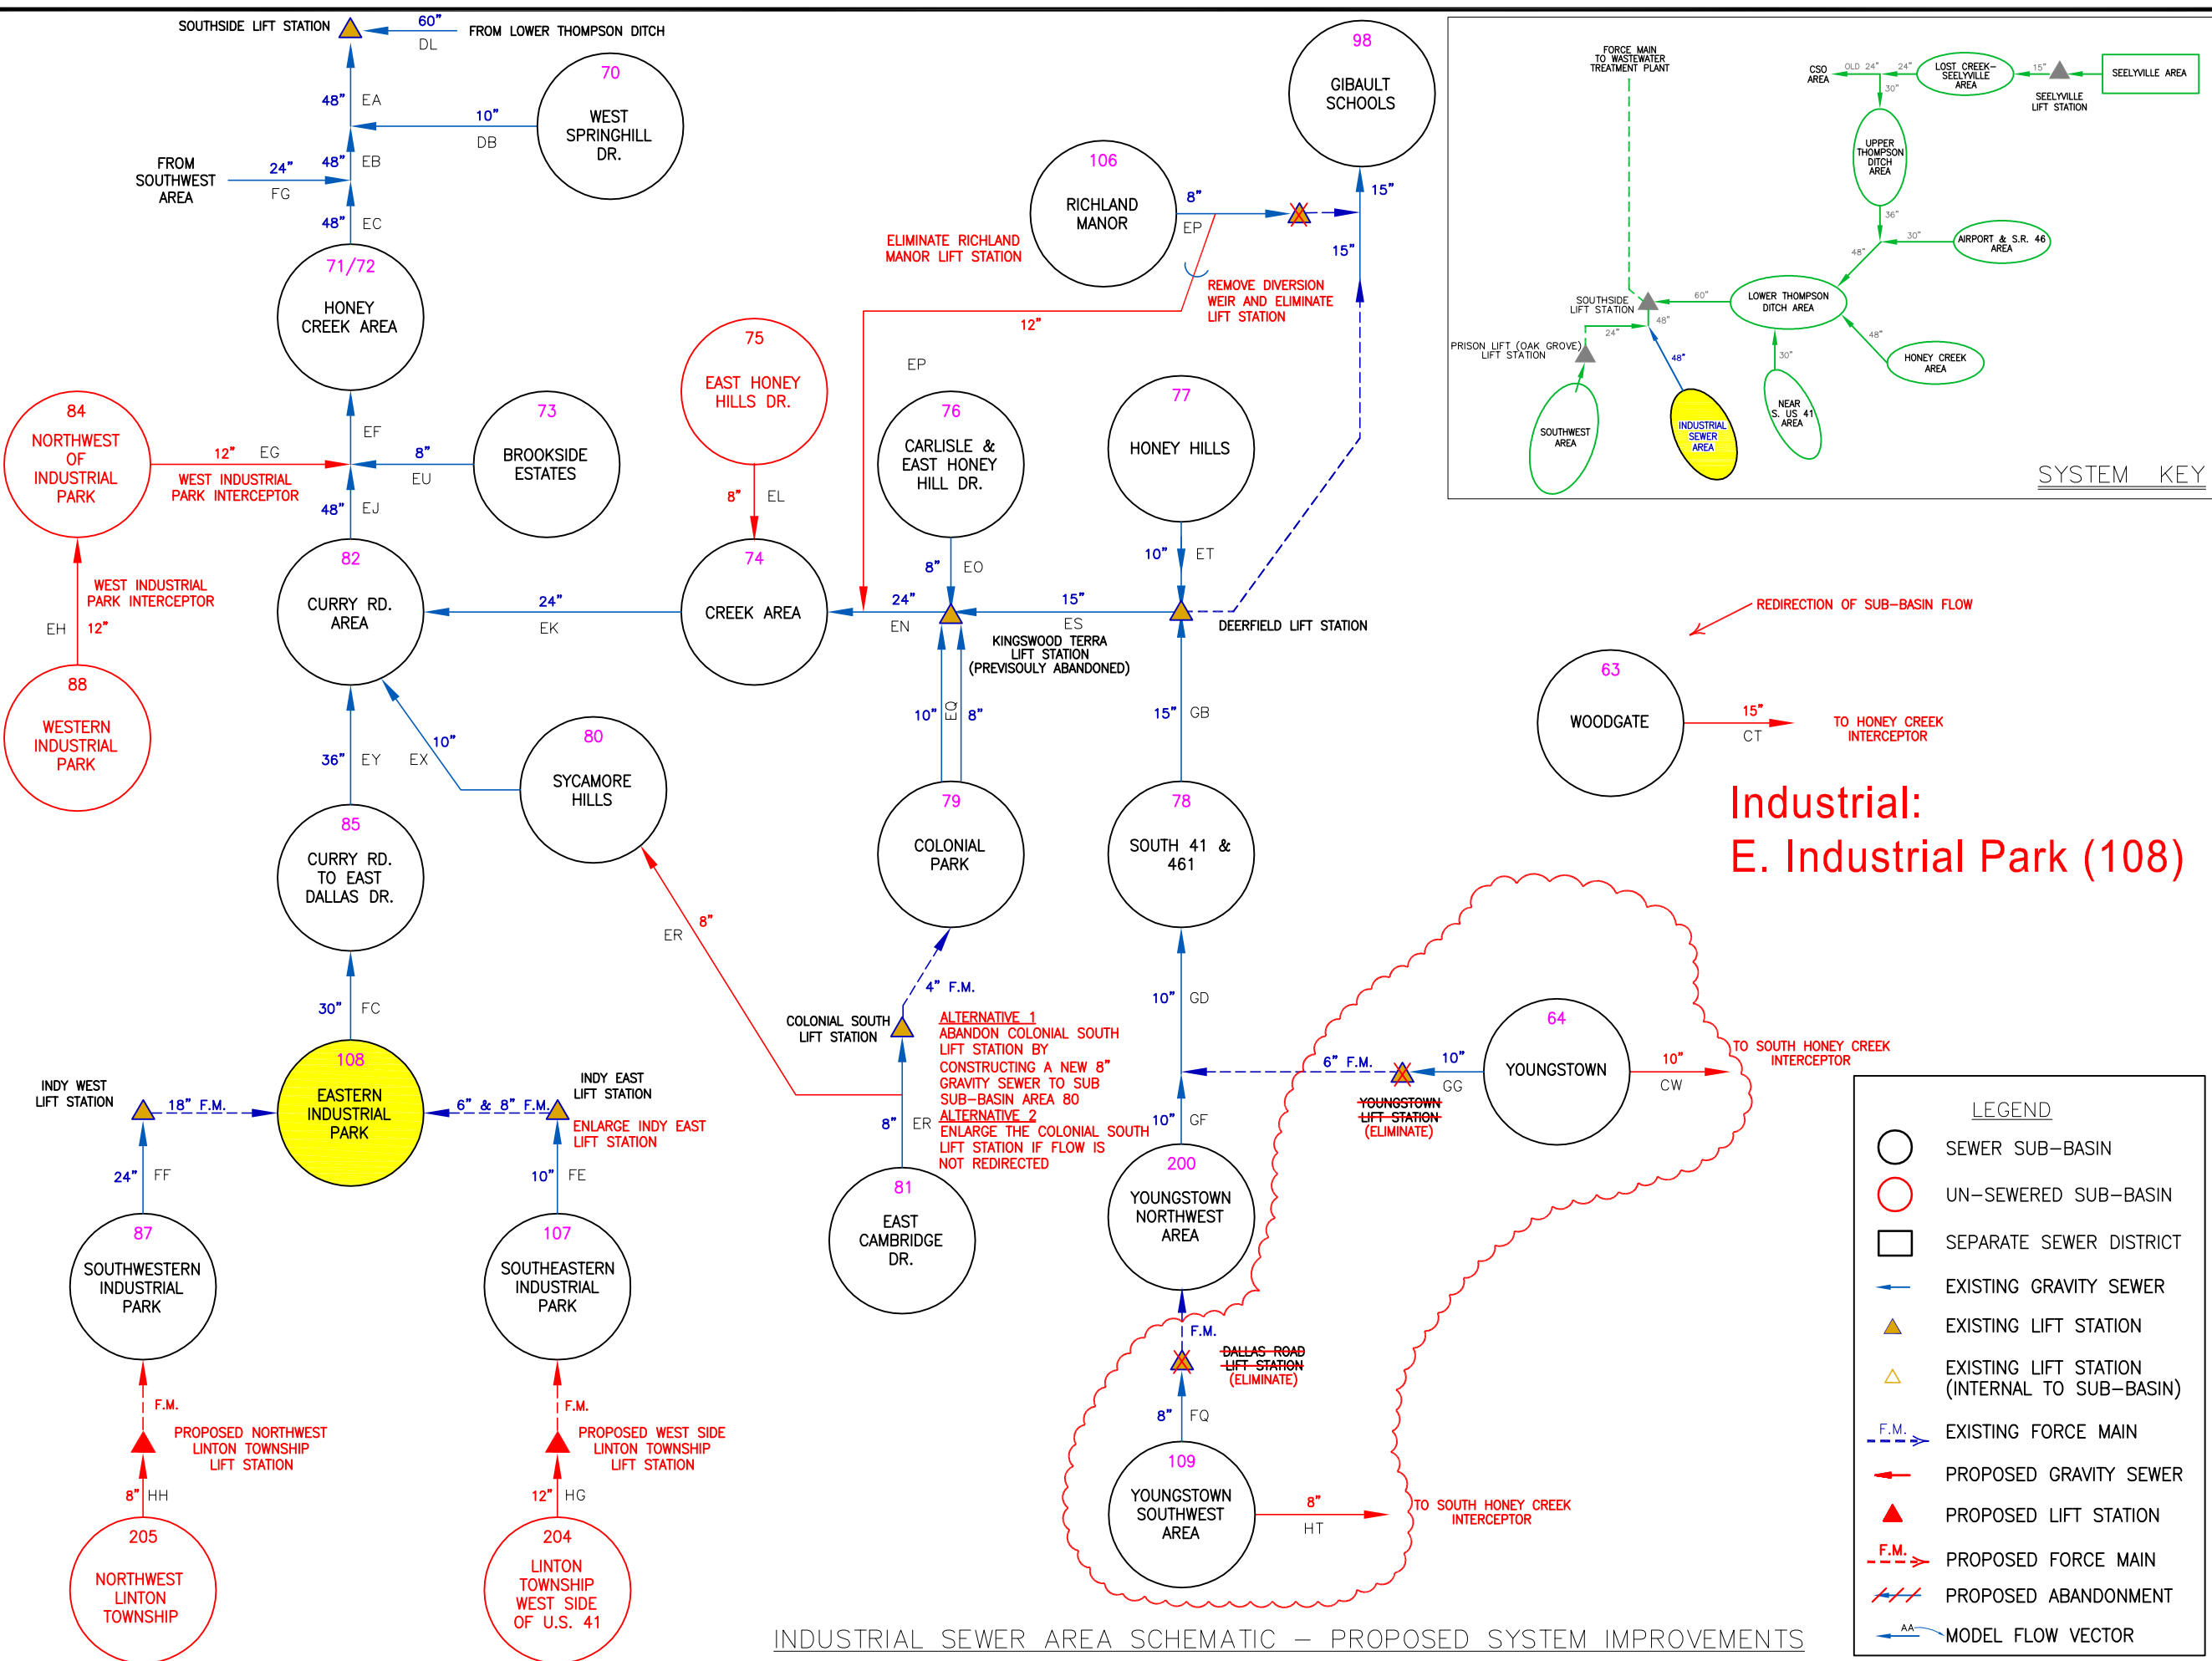 SOUTHSIDE LIFT STATION
60"
DL
FROM LOWER THOMPSON DITCH
48"
EA
70
WEST
SPRINGHILL
DR.
10"
DB
FROM
SOUTHWEST
AREA
24"
FG
48"
EB
48"
EC
71/72
HONEY
CREEK AREA
98
GIBAULT
SCHOOLS
106
RICHLAND
MANOR
8"
EP
15"
15"
ELIMINATE RICHLAND
MANOR LIFT STATION
REMOVE DIVERSION
WEIR AND ELIMINATE
LIFT STATION
12"
EP
FORCE MAIN
TO WASTEWATER
TREATMENT PLANT
CSO
AREA
OLD 24"
24"
LOST CREEK-
SEELYVILLE
AREA
15"
SEELYVILLE AREA
SEELYVILLE
LIFT STATION
30"
UPPER
THOMPSON
DITCH
AREA
36"
30"
AIRPORT & S.R. 46
AREA
48"
SOUTHSIDE
LIFT STATION
60"
LOWER THOMPSON
DITCH AREA
48"
24"
PRISON LIFT (OAK GROVE)
LIFT STATION
48"
30"
48"
HONEY CREEK
AREA
SOUTHWEST
AREA
INDUSTRIAL
SEWER
AREA
NEAR
S. US 41
AREA
SYSTEM KEY
84
NORTHWEST
OF
INDUSTRIAL
PARK
12"
EG
WEST INDUSTRIAL
PARK INTERCEPTOR
EF
8"
EU
73
BROOKSIDE
ESTATES
48"
EJ
75
EAST HONEY
HILLS DR.
8"
EL
76
CARLISLE &
EAST HONEY
HILL DR.
8"
EO
77
HONEY HILLS
10"
ET
WEST INDUSTRIAL
PARK INTERCEPTOR
EH
12"
88
WESTERN
INDUSTRIAL
PARK
82
CURRY RD.
AREA
24"
EK
74
CREEK AREA
24"
EN
15"
ES
KINGSWOOD TERRA
LIFT STATION
(PREVISOULY ABANDONED)
DEERFIELD LIFT STATION
REDIRECTION OF SUB-BASIN FLOW
63
WOODGATE
15"
CT
TO HONEY CREEK
INTERCEPTOR
36"
EY
10"
EX
80
SYCAMORE
HILLS
10"
EQ
8"
15"
GB
79
COLONIAL
PARK
78
SOUTH 41 &
461
Industrial:
E. Industrial Park (108)
85
CURRY RD.
TO EAST
DALLAS DR.
ER
8"
30"
FC
4" F.M.
COLONIAL SOUTH
LIFT STATION
ALTERNATIVE 1
ABANDON COLONIAL SOUTH
LIFT STATION BY
CONSTRUCTING A NEW 8"
GRAVITY SEWER TO SUB
SUB-BASIN AREA 80
ALTERNATIVE 2
ENLARGE THE COLONIAL SOUTH
LIFT STATION IF FLOW IS
NOT REDIRECTED
8"
ER
10"
GD
6" F.M.
10"
GG
64
YOUNGSTOWN
10"
CW
TO SOUTH HONEY CREEK
INTERCEPTOR
YOUNGSTOWN
LIFT STATION
(ELIMINATE)
10"
GF
INDY WEST
LIFT STATION
18" F.M.
108
EASTERN
INDUSTRIAL
PARK
6" & 8" F.M.
INDY EAST
LIFT STATION
ENLARGE INDY EAST
LIFT STATION
24"
FF
10"
FE
87
SOUTHWESTERN
INDUSTRIAL
PARK
107
SOUTHEASTERN
INDUSTRIAL
PARK
81
EAST
CAMBRIDGE
DR.
200
YOUNGSTOWN
NORTHWEST
AREA
F.M.
DALLAS ROAD
LIFT STATION
(ELIMINATE)
8"
FQ
109
YOUNGSTOWN
SOUTHWEST
AREA
8"
HT
TO SOUTH HONEY CREEK
INTERCEPTOR
F.M.
PROPOSED NORTHWEST
LINTON TOWNSHIP
LIFT STATION
8"
HH
205
NORTHWEST
LINTON
TOWNSHIP
F.M.
PROPOSED WEST SIDE
LINTON TOWNSHIP
LIFT STATION
12"
HG
204
LINTON
TOWNSHIP
WEST SIDE
OF U.S. 41
LEGEND
SEWER SUB-BASIN
UN-SEWERED SUB-BASIN
SEPARATE SEWER DISTRICT
EXISTING GRAVITY SEWER
EXISTING LIFT STATION
EXISTING LIFT STATION
(INTERNAL TO SUB-BASIN)
F.M.
EXISTING FORCE MAIN
PROPOSED GRAVITY SEWER
PROPOSED LIFT STATION
F.M.
PROPOSED FORCE MAIN
PROPOSED ABANDONMENT
AA
MODEL FLOW VECTOR
INDUSTRIAL SEWER AREA SCHEMATIC – PROPOSED SYSTEM IMPROVEMENTS